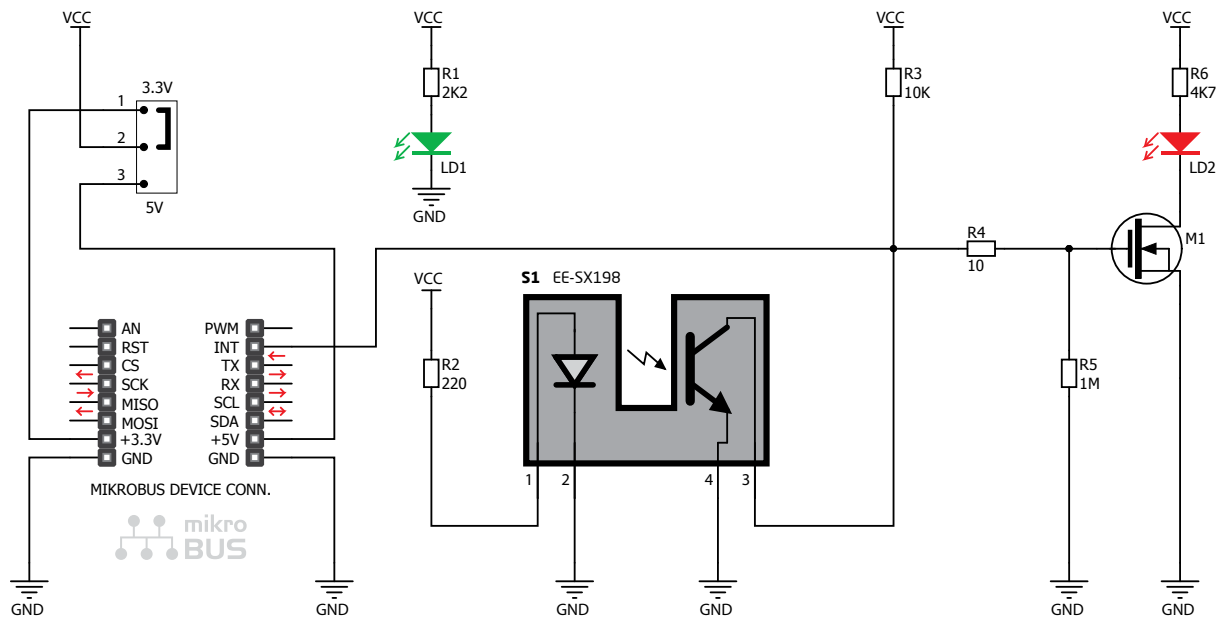 VCC
3.3V
1
2
3
5V
VCC
R1
2K2
LD1
GND
VCC
R3
10K
VCC
R6
4K7
LD2
M1
R4
10
R5
1M
GND
GND
VCC
R2
220
S1 EE-SX198
1
2
4
3
GND
GND
AN
RST
CS
SCK
MISO
MOSI
+3.3V
GND
PWM
INT
TX
RX
SCL
SDA
+5V
GND
MIKROBUS DEVICE CONN.
mikro
BUS
GND
GND